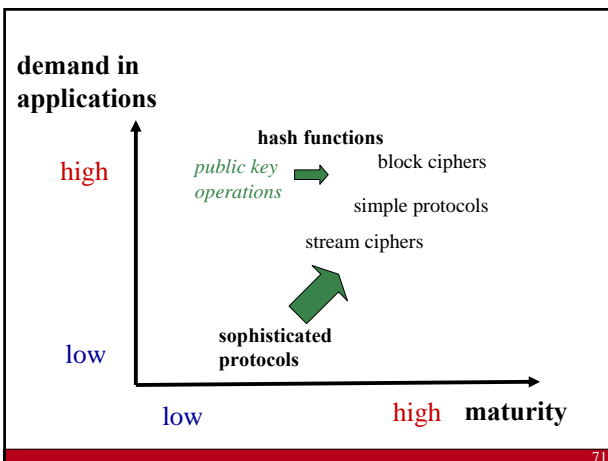 demand in
applications
hash functions
block ciphers
high
public key
operations
simple protocols
stream ciphers
sophisticated
protocols
low
low
high
maturity
71